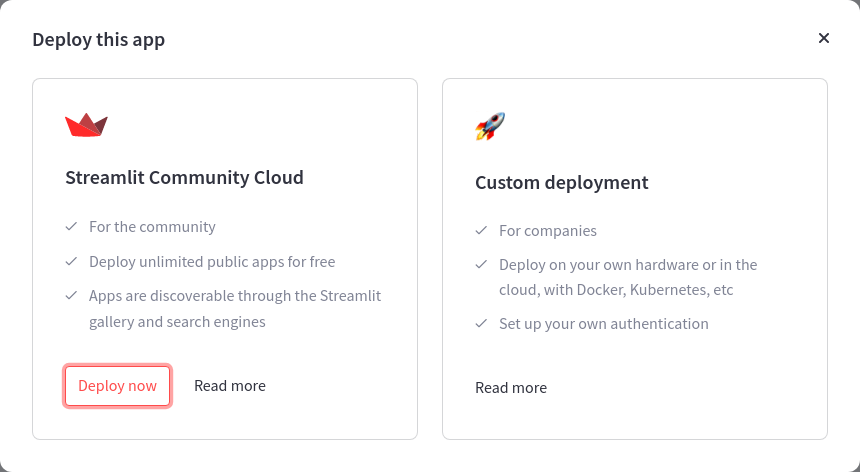 Deploy this app
Streamlit Community Cloud
For the community
Deploy unlimited public apps for free
Apps are discoverable through the Streamlit
gallery and search engines
Deploy now
Read more
Custom deployment
For companies
Deploy on your own hardware or in the
cloud, with Docker, Kubernetes, etc
Set up your own authentication
Read more